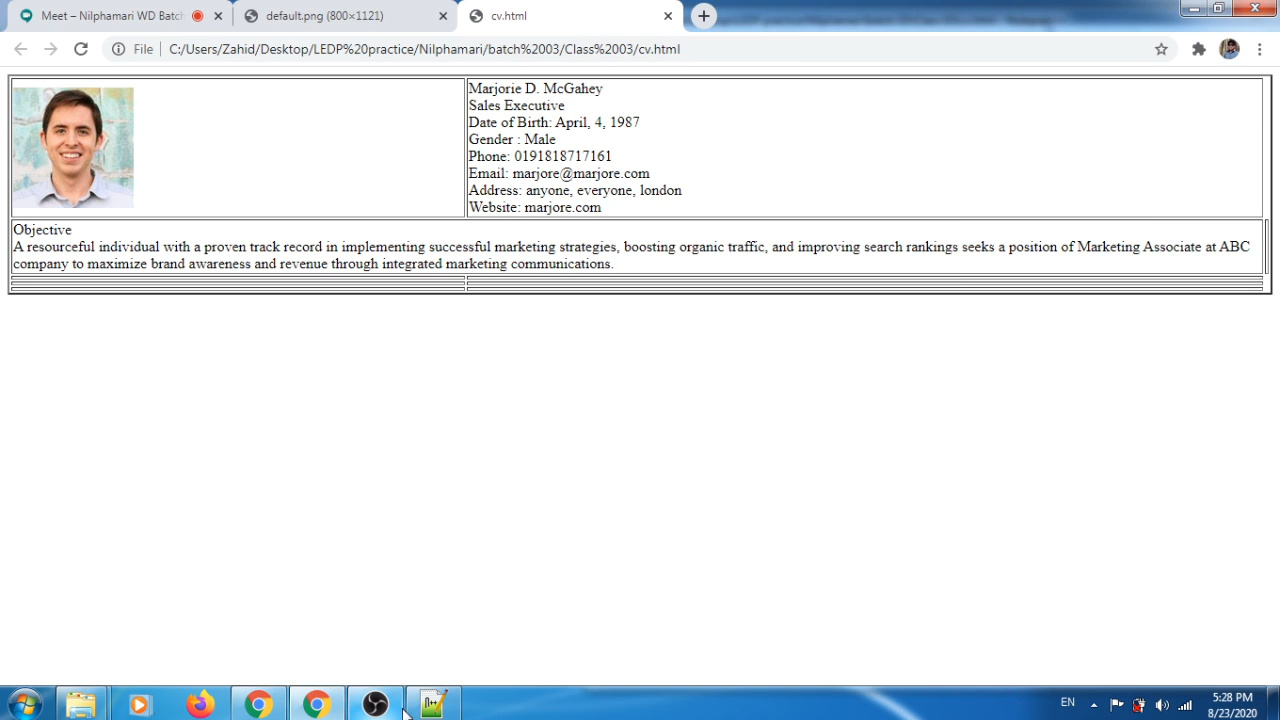 Meet – Nilphamari WD Batch
default.png (800×1121)
cv.html
File
C:/Users/Zahid/Desktop/LEDP%20practice/Nilphamari/batch%2003/Class%2003/cv.html
Marjorie D. McGahey
Sales Executive
Date of Birth: April, 4, 1987
Gender : Male
Phone: 0191818717161
Email: marjore@marjore.com
Address: anyone, everyone, london
Website: marjore.com
Objective
A resourceful individual with a proven track record in implementing successful marketing strategies, boosting organic traffic, and improving search rankings seeks a position of Marketing Associate at ABC
company to maximize brand awareness and revenue through integrated marketing communications.
EN
5:28 PM
8/23/2020